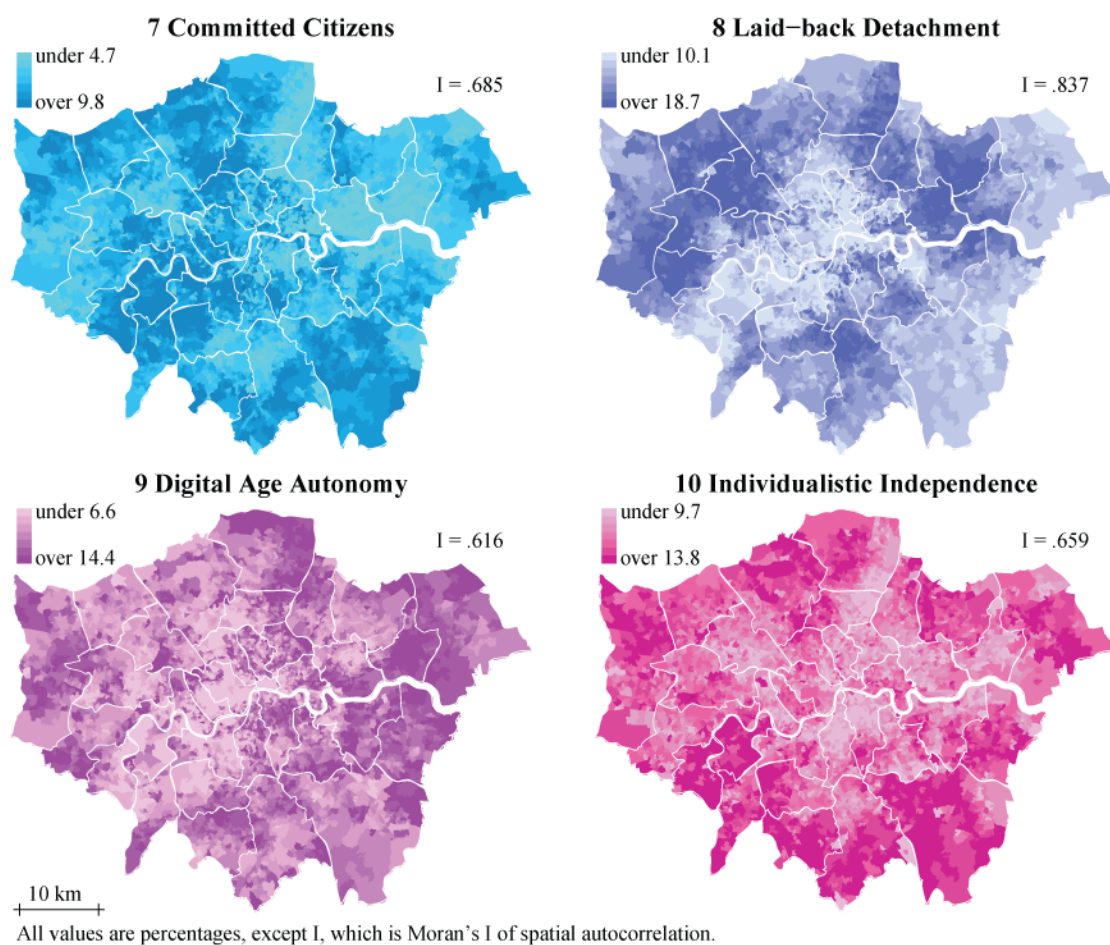 7 Committed Citizens
under 4.7
over 9.8
I = .685
8 Laid−back Detachment
under 10.1
over 18.7
I = .837
9 Digital Age Autonomy
under 6.6
over 14.4
I = .616
10 Individualistic Independence
under 9.7
over 13.8
I = .659
10 km
All values are percentages, except I, which is Moran's I of spatial autocorrelation.